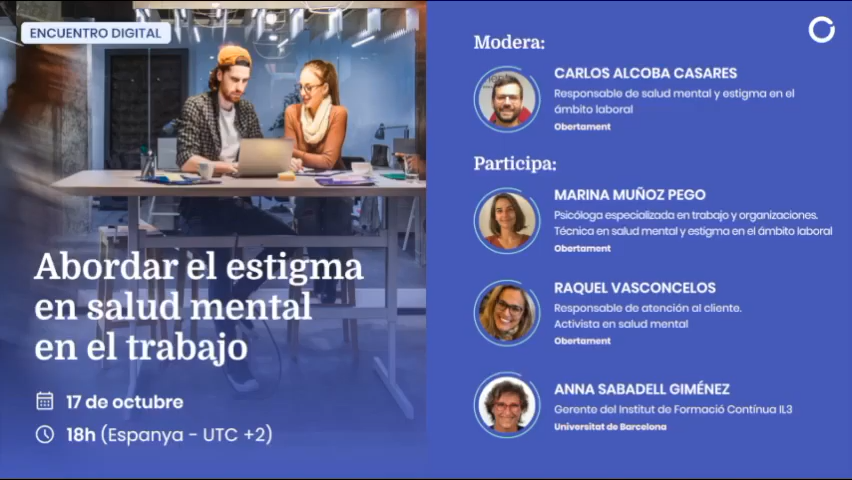 ENCUENTRO DIGITAL
Abordar el estigma
en salud mental
en el trabajo
17 de octubre
18h (Espanya - UTC +2)
Modera:
CARLOS ALCOBA CASARES
Responsable de salud mental y estigma en el
ámbito laboral
Obertament
Participa:
MARINA MUÑOZ PEGO
Psicóloga especializada en trabajo y organizaciones.
Técnica en salud mental y estigma en el ámbito laboral
Obertament
RAQUEL VASCONCELOS
Responsable de atención al cliente.
Activista en salud mental
Obertament
ANNA SABADELL GIMÉNEZ
Gerente del Institut de Formació Contínua IL3
Universitat de Barcelona